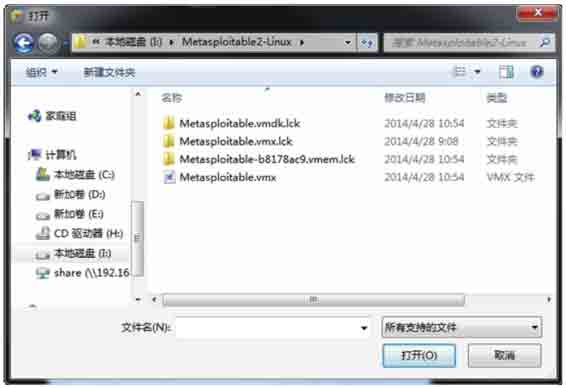 打开
本地磁盘 (I:) Metasploitable2-Linux
搜索 Metasploitable2-Linux
组织 新建文件夹
名称 修改日期 类型
家庭组
计算机
本地磁盘 (C:)
新加卷 (D:)
新加卷 (E:)
CD 驱动器 (H:)
本地磁盘 (I:)
share (\\192.16
Metasploitable.vmdk.lck 2014/4/28 10:54 文件夹
Metasploitable.vmx.lck 2014/4/28 9:08 文件夹
Metasploitable-b8178ac9.vmem.lck 2014/4/28 10:54 文件夹
Metasploitable.vmx 2014/4/28 10:54 VMX 文件
文件名(N): 所有支持的文件
打开(O) 取消